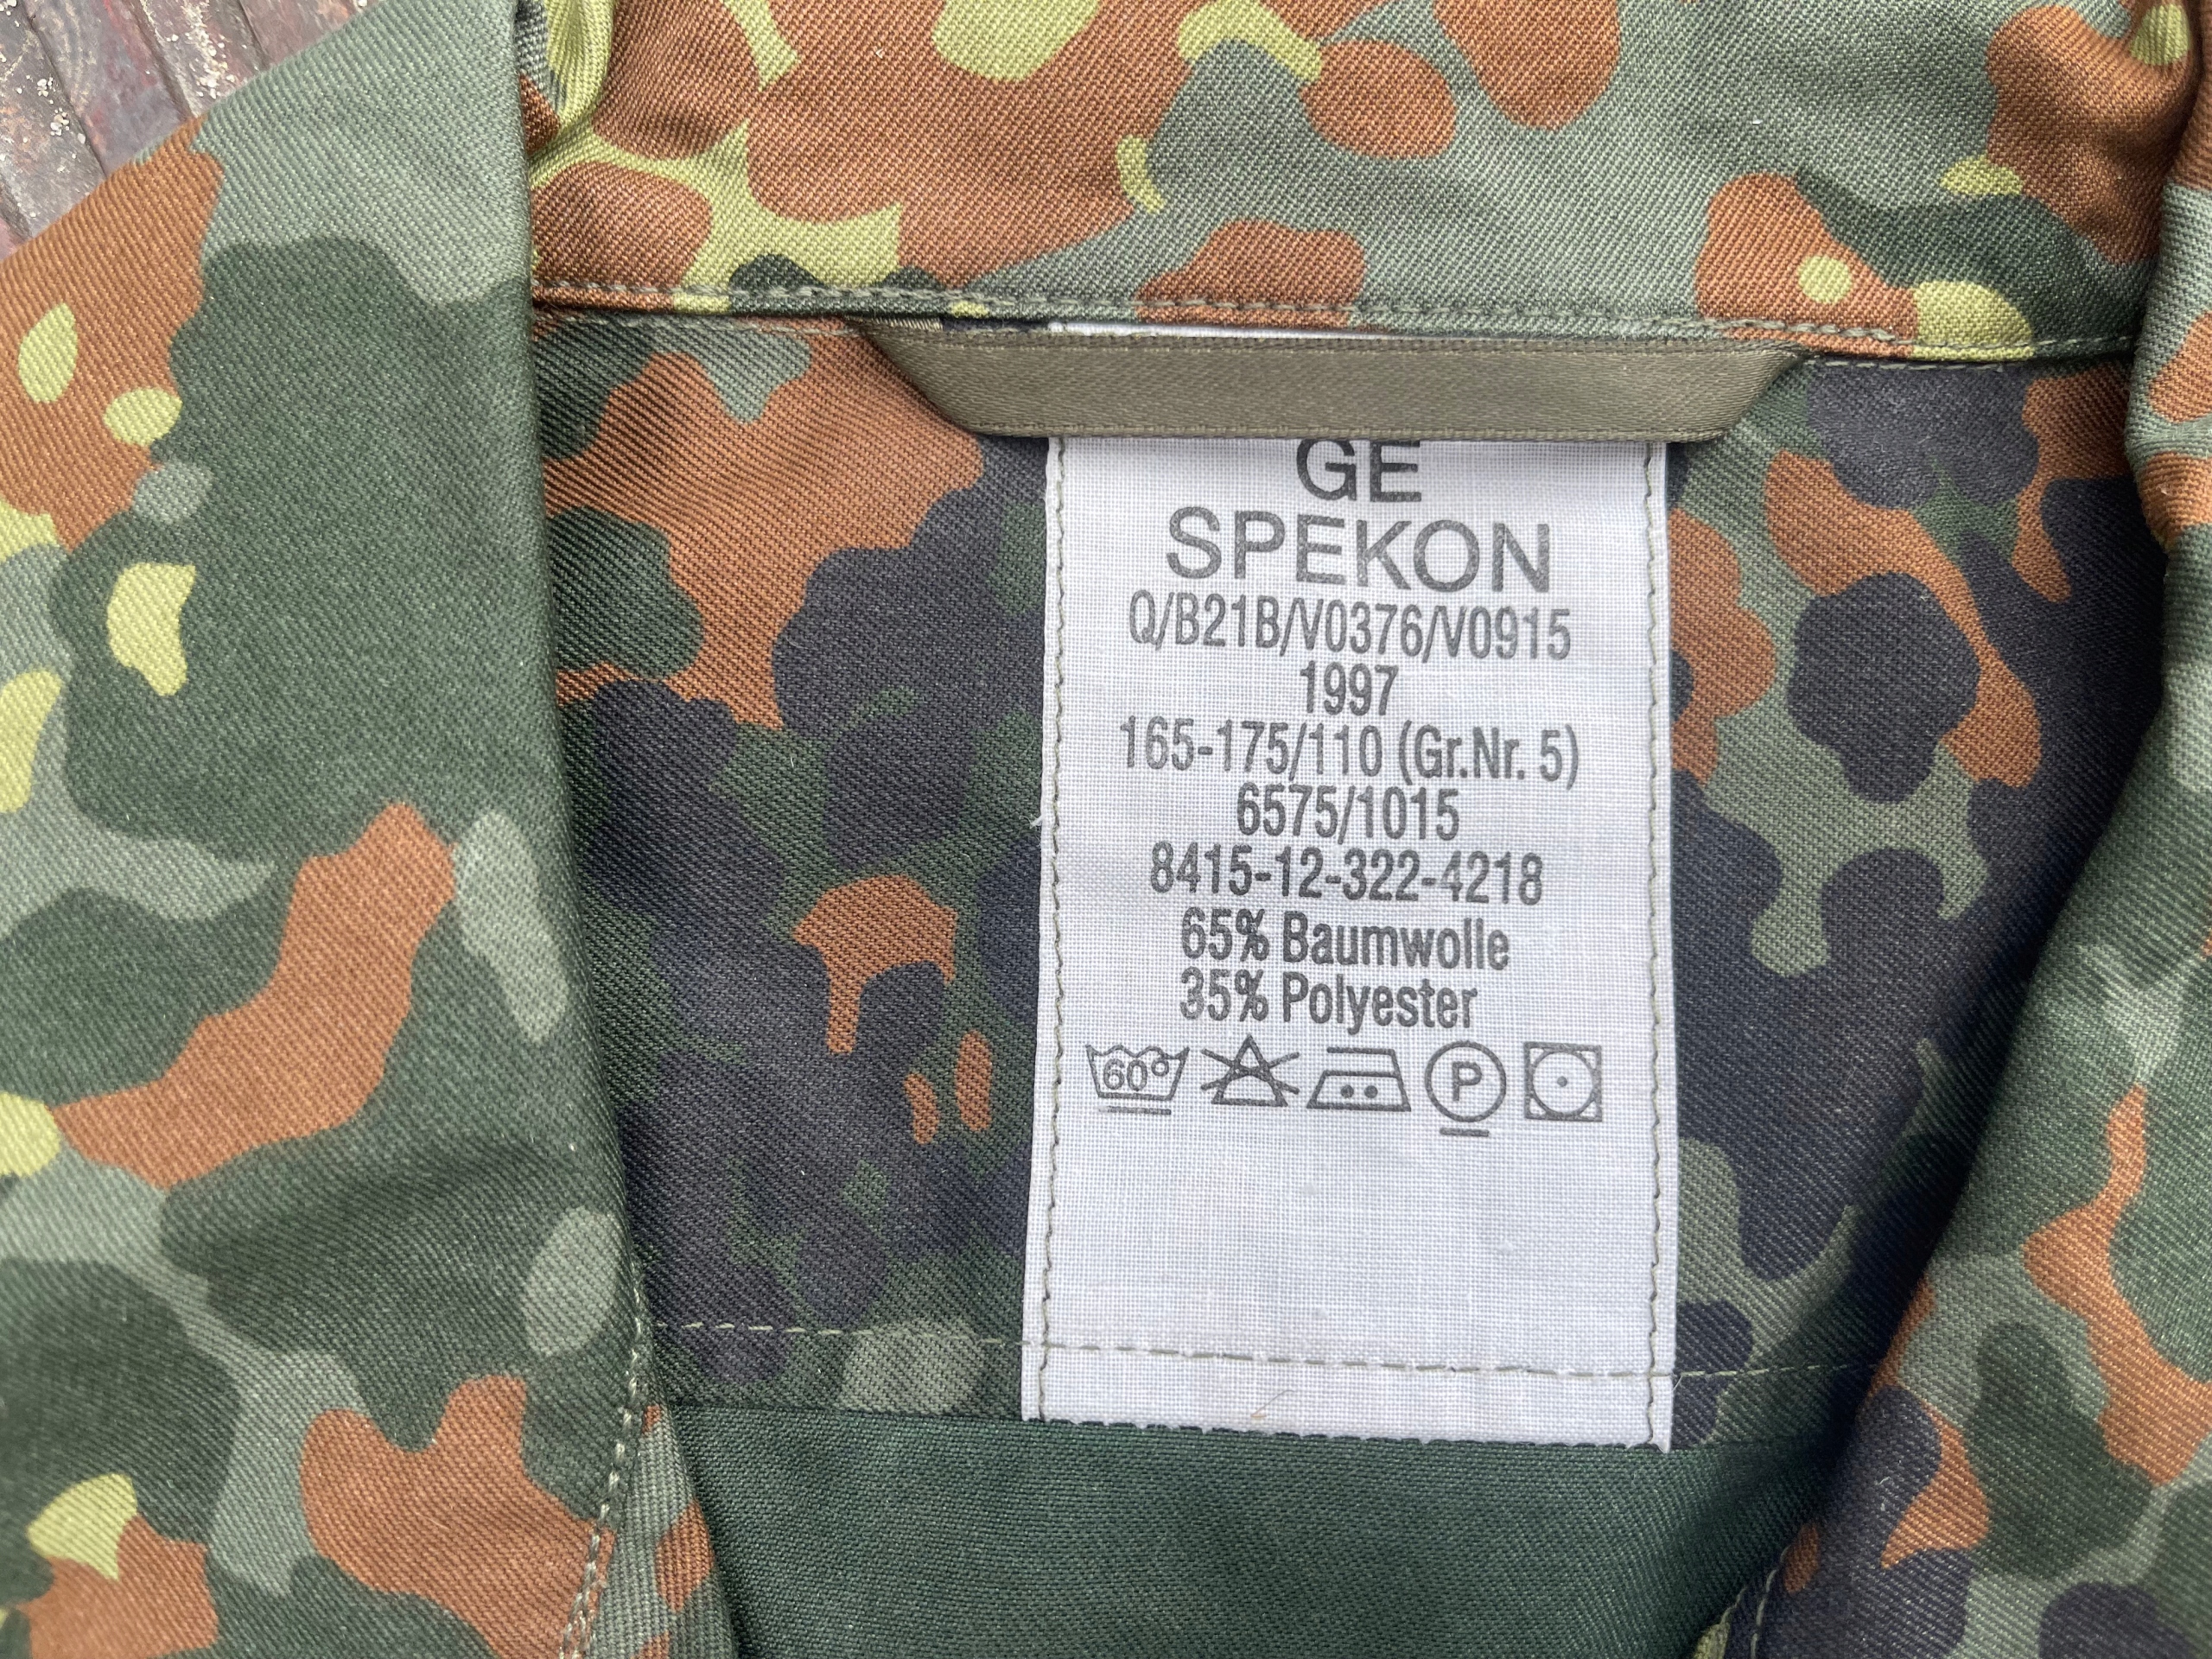 GE
SPEKON
Q/B21B/V0376/V0915
1997
165-175/110 (Gr.Nr. 5)
6575/1015
8415-12-322-4218
65% Baumwolle
35% Polyester
60° P